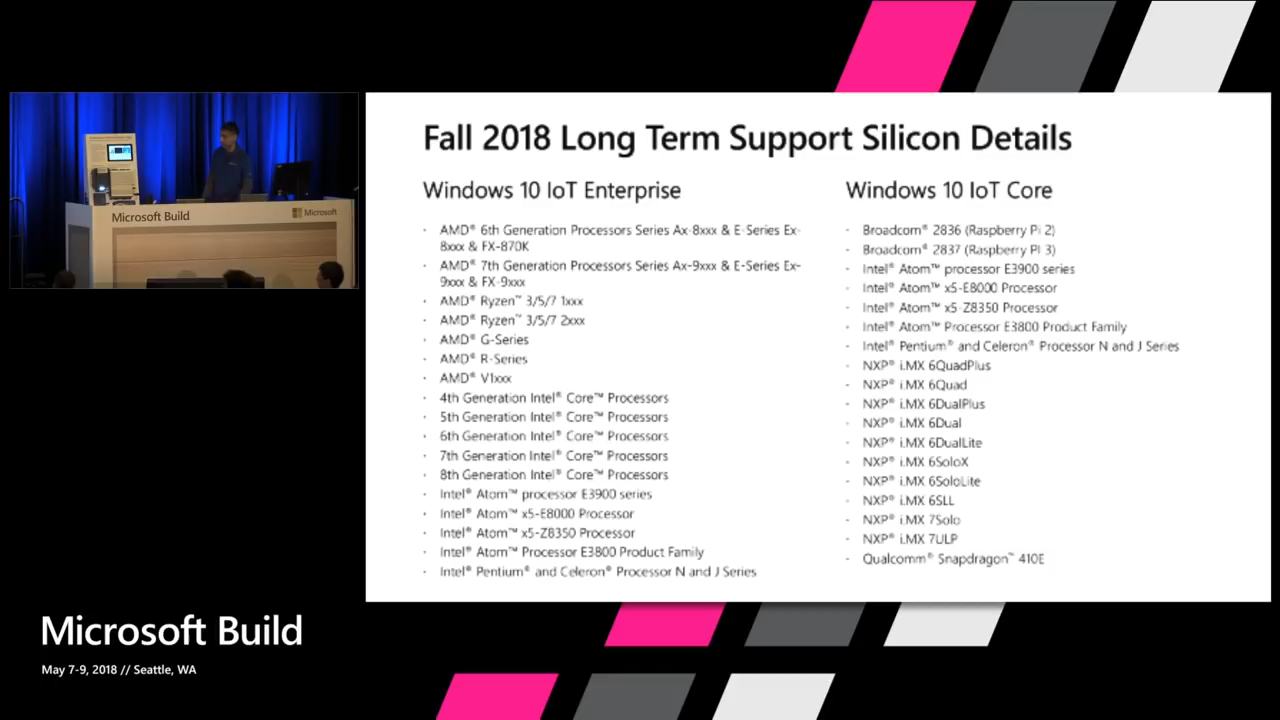 Fall 2018 Long Term Support Silicon Details
Windows 10 IoT Enterprise
· AMD® 6th Generation Processors Series Ax-8xxx & E-Series Ex-
8xxx & FX-870K
· AMD® 7th Generation Processors Series Ax-9xxx & E-Series Ex-
9xxx & FX-9xxx
· AMD® Ryzen™ 3/5/7 1xxx
· AMD® Ryzen™ 3/5/7 2xxx
· AMD® G-Series
· AMD® R-Series
· AMD® V1xxx
· 4th Generation Intel® Core™ Processors
· 5th Generation Intel® Core™ Processors
· 6th Generation Intel® Core™ Processors
· 7th Generation Intel® Core™ Processors
· 8th Generation Intel® Core™ Processors
· Intel® Atom™ processor E3900 series
· Intel® Atom™ x5-E8000 Processor
· Intel® Atom™ x5-Z8350 Processor
· Intel® Atom™ Processor E3800 Product Family
· Intel® Pentium® and Celeron® Processor N and J Series
Windows 10 IoT Core
· Broadcom® 2836 (Raspberry Pi 2)
· Broadcom® 2837 (Raspberry Pi 3)
· Intel® Atom™ processor E3900 series
· Intel® Atom™ x5-E8000 Processor
· Intel® Atom™ x5-Z8350 Processor
· Intel® Atom™ Processor E3800 Product Family
· Intel® Pentium® and Celeron® Processor N and J Series
· NXP® i.MX 6QuadPlus
· NXP® i.MX 6Quad
· NXP® i.MX 6DualPlus
· NXP® i.MX 6Dual
· NXP® i.MX 6DualLite
· NXP® i.MX 6SoloX
· NXP® i.MX 6SoloLite
· NXP® i.MX 6SLL
· NXP® i.MX 7Solo
· NXP® i.MX 7ULP
· Qualcomm® Snapdragon™ 410E
Microsoft Build
Microsoft
Microsoft Build
May 7-9, 2018 // Seattle, WA